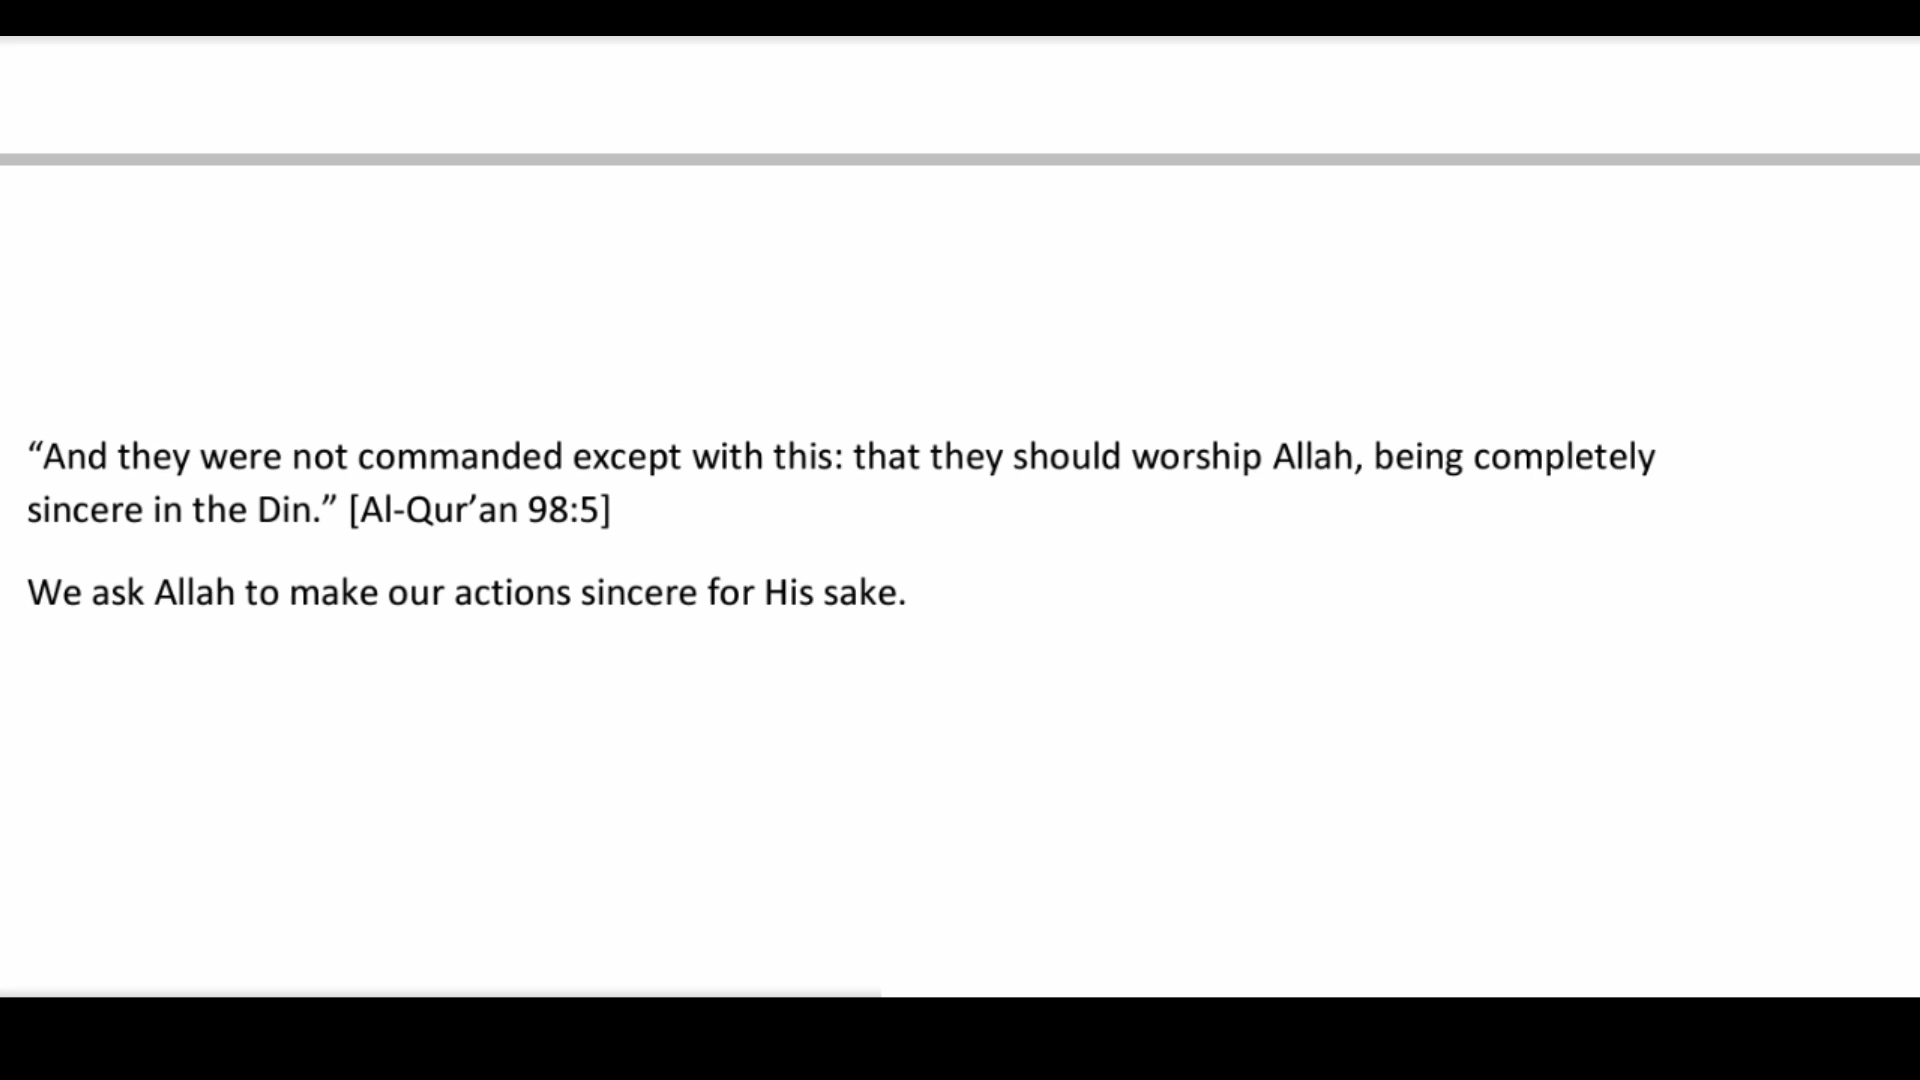 “And they were not commanded except with this: that they should worship Allah, being completely
sincere in the Din.” [Al-Qur’an 98:5]
We ask Allah to make our actions sincere for His sake.